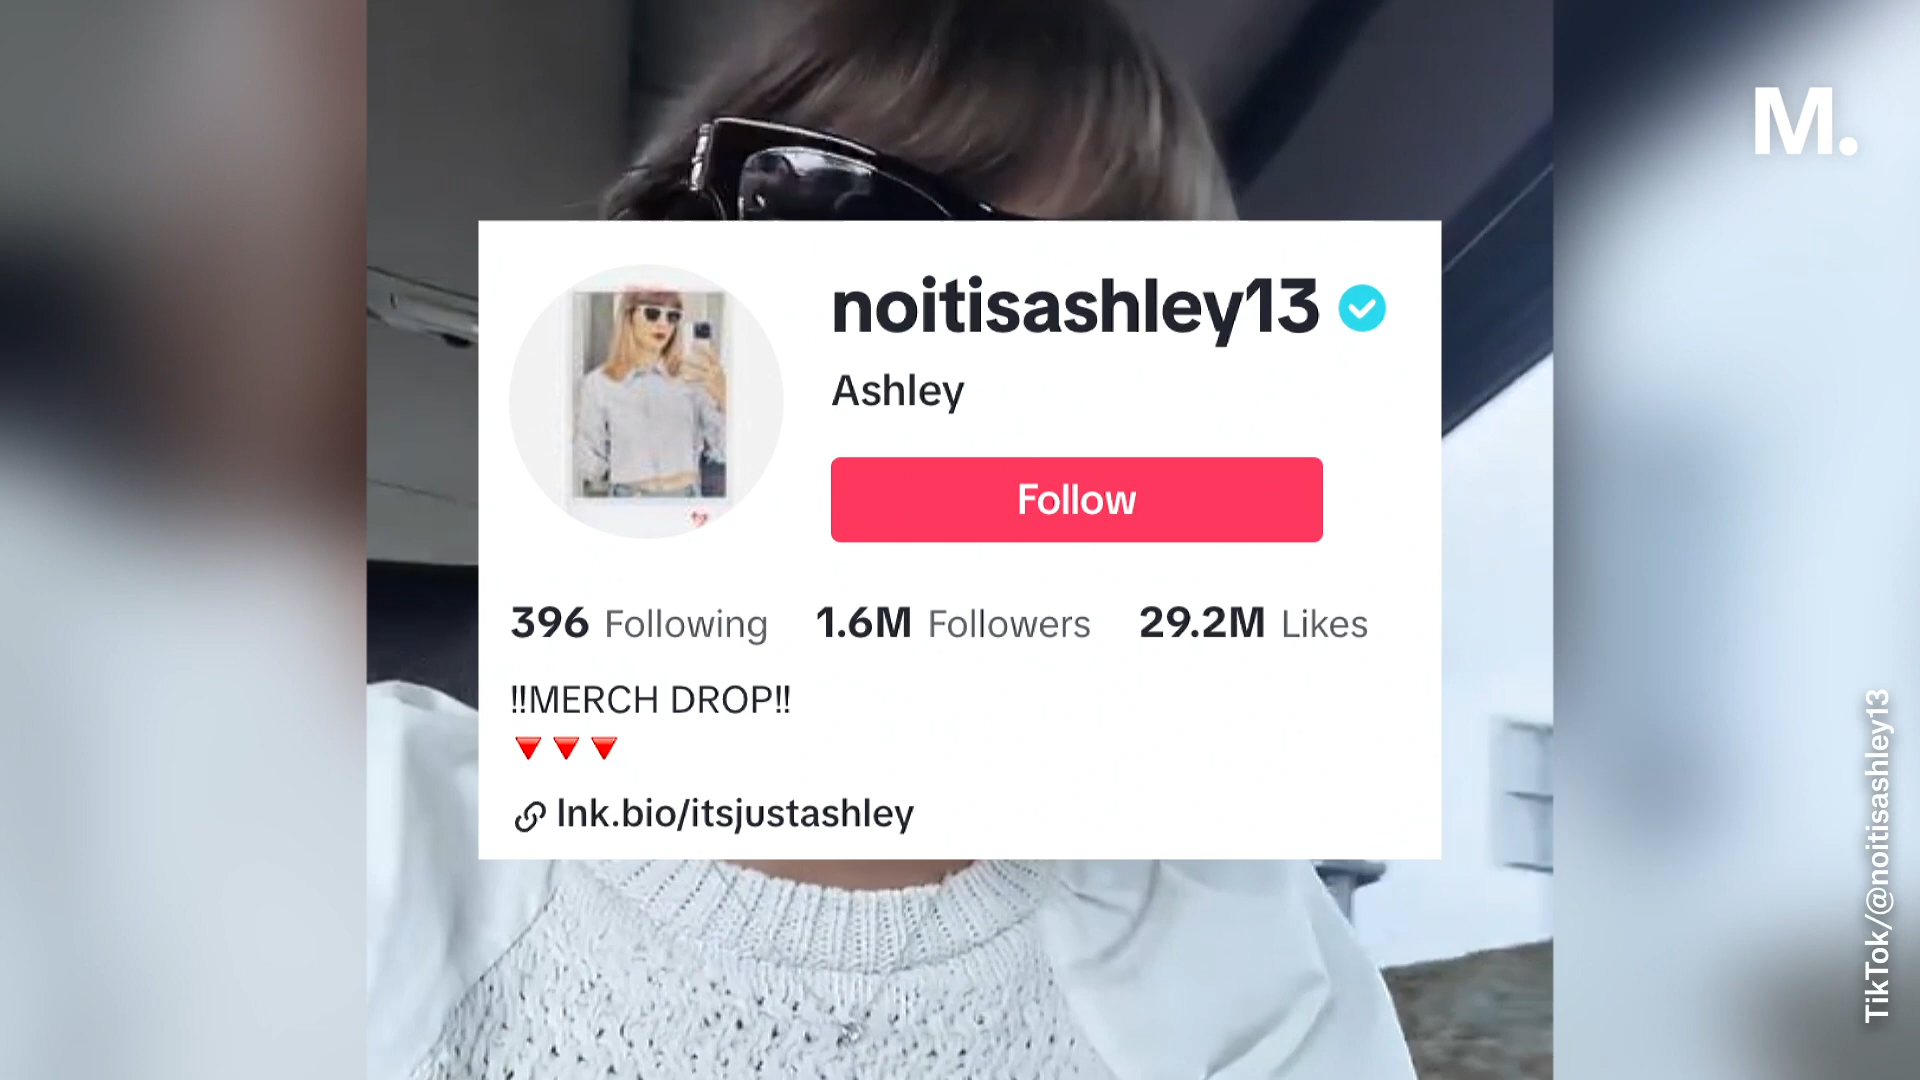 M.
noitisashley13
Ashley
Follow
396 Following 1.6M Followers 29.2M Likes
‼MERCH DROP‼
🔻🔻🔻
lnk.bio/itsjustashley
TikTok/@noitisashley13